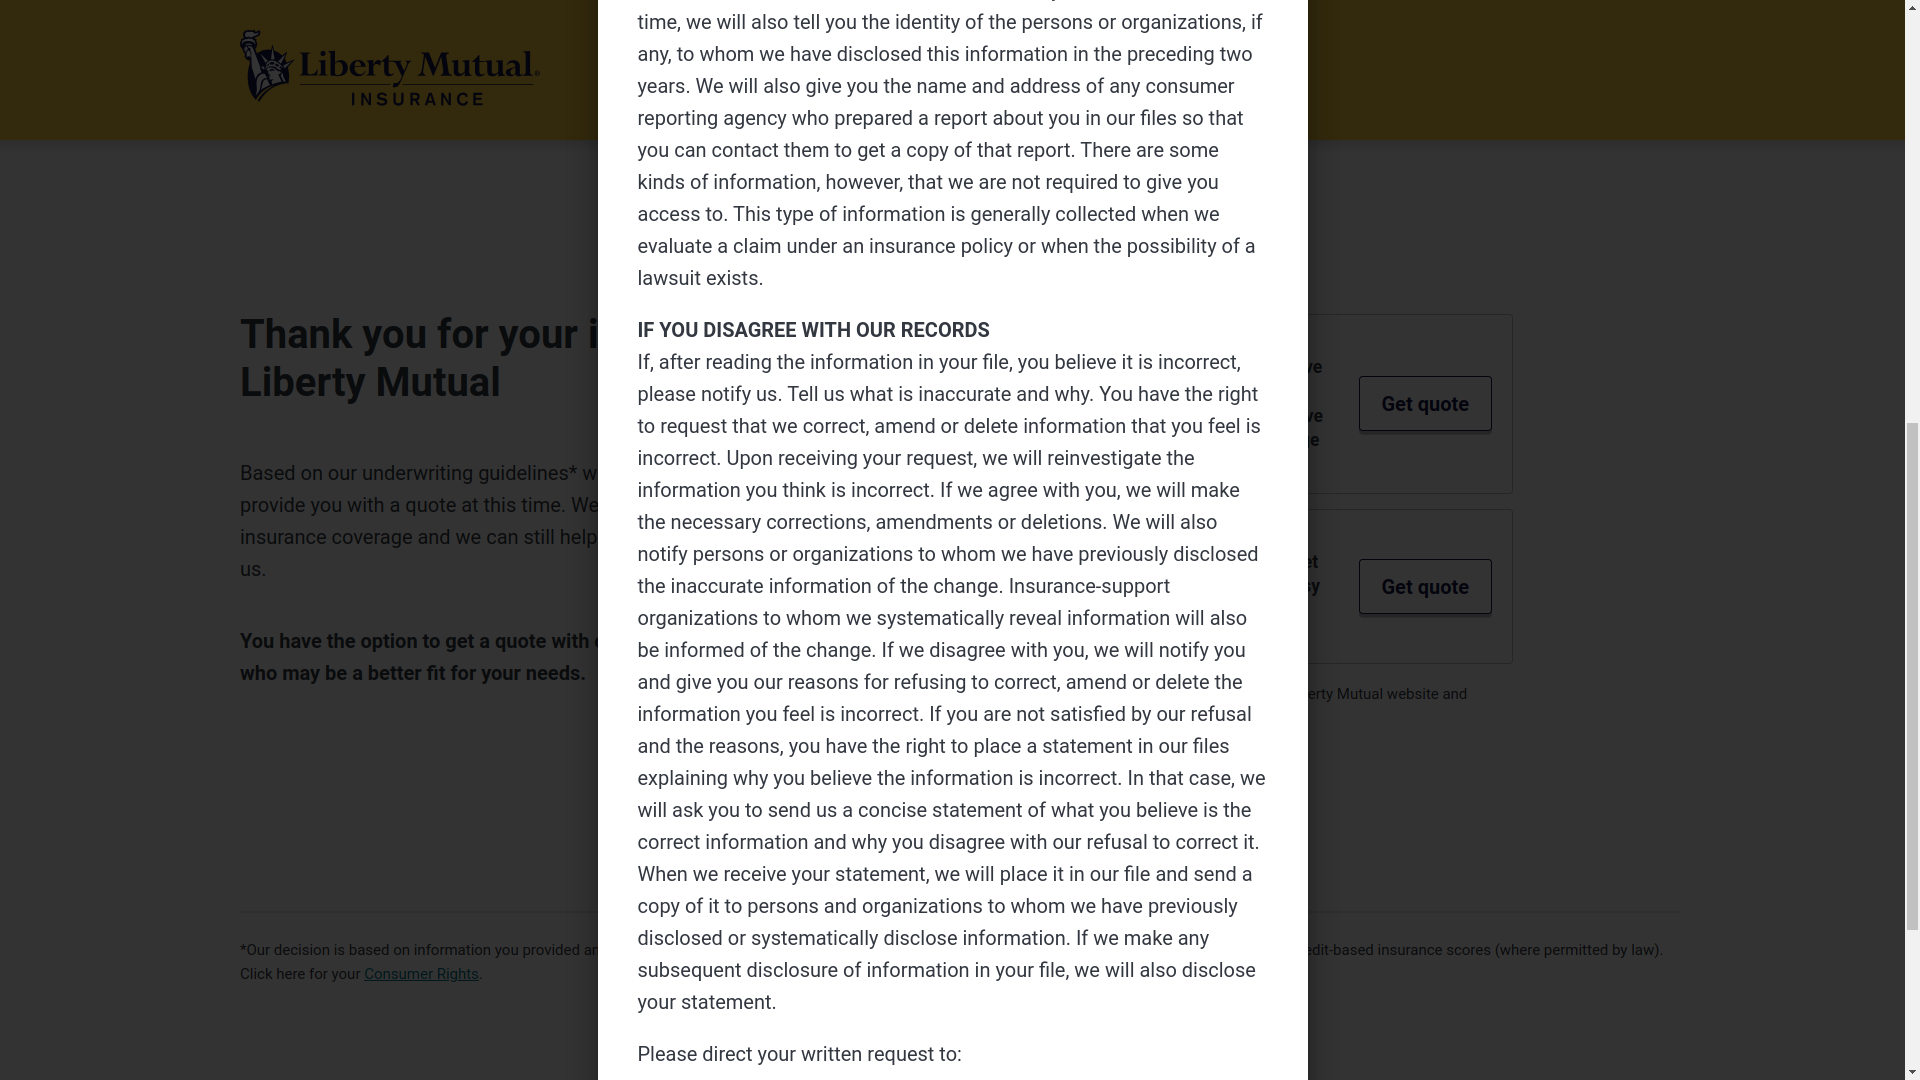 Liberty Mutual
INSURANCE
Thank you for your
Liberty Mutual
Based on our underwriting guidelines*
provide you with a quote at this time. We
insurance coverage and we can still help
us.
You have the option to get a quote with
who may be a better fit for your needs.
time, we will also tell you the identity of the persons or organizations, if
any, to whom we have disclosed this information in the preceding two
years. We will also give you the name and address of any consumer
reporting agency who prepared a report about you in our files so that
you can contact them to get a copy of that report. There are some
kinds of information, however, that we are not required to give you
access to. This type of information is generally collected when we
evaluate a claim under an insurance policy or when the possibility of a
lawsuit exists.
IF YOU DISAGREE WITH OUR RECORDS
If, after reading the information in your file, you believe it is incorrect,
please notify us. Tell us what is inaccurate and why. You have the right
to request that we correct, amend or delete information that you feel is
incorrect. Upon receiving your request, we will reinvestigate the
information you think is incorrect. If we agree with you, we will make
the necessary corrections, amendments or deletions. We will also
notify persons or organizations to whom we have previously disclosed
the inaccurate information of the change. Insurance-support
organizations to whom we systematically reveal information will also
be informed of the change. If we disagree with you, we will notify you
and give you our reasons for refusing to correct, amend or delete the
information you feel is incorrect. If you are not satisfied by our refusal
and the reasons, you have the right to place a statement in our files
explaining why you believe the information is incorrect. In that case, we
will ask you to send us a concise statement of what you believe is the
correct information and why you disagree with our refusal to correct it.
When we receive your statement, we will place it in our file and send a
copy of it to persons and organizations to whom we have previously
disclosed or systematically disclose information. If we make any
subsequent disclosure of information in your file, we will also disclose
your statement.
Please direct your written request to:
Get quote
Get quote
erty Mutual website and
*Our decision is based on information you provided
edit-based insurance scores (where permitted by law).
Click here for your Consumer Rights.